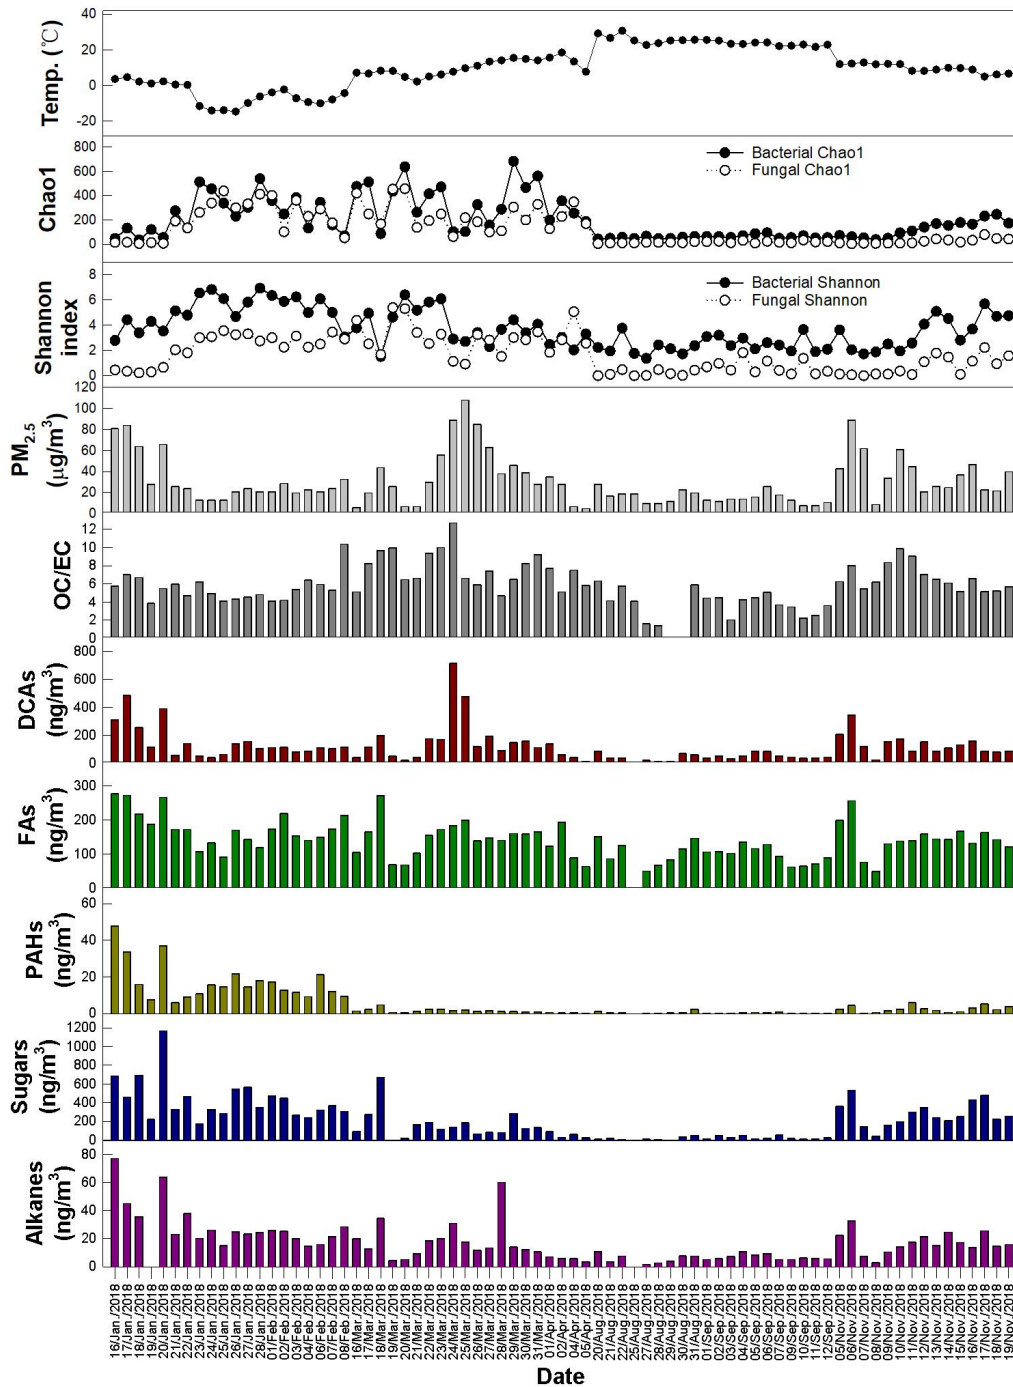 40
20
0
-20
Temp. (℃)
800
600
400
200
0
Chao1
Bacterial Chao1
Fungal Chao1
8
6
4
2
0
Shannon
index
Bacterial Shannon
Fungal Shannon
120
100
80
60
40
20
0
PM2.5
(μg/m3)
12
10
8
6
4
2
0
OC/EC
800
600
400
200
0
DCAs
(ng/m3)
300
200
100
0
FAs
(ng/m3)
60
40
20
0
PAHs
(ng/m3)
1200
1000
800
600
400
200
0
Sugars
(ng/m3)
80
60
40
20
0
Alkanes
(ng/m3)
16/Jan./2018
17/Jan./2018
18/Jan./2018
19/Jan./2018
20/Jan./2018
21/Jan./2018
22/Jan./2018
23/Jan./2018
24/Jan./2018
25/Jan./2018
26/Jan./2018
27/Jan./2018
28/Jan./2018
01/Feb./2018
02/Feb./2018
03/Feb./2018
04/Feb./2018
06/Feb./2018
07/Feb./2018
08/Feb./2018
16/Mar./2018
17/Mar./2018
18/Mar./2018
19/Mar./2018
20/Mar./2018
21/Mar./2018
22/Mar./2018
23/Mar./2018
24/Mar./2018
25/Mar./2018
26/Mar./2018
27/Mar./2018
28/Mar./2018
29/Mar./2018
30/Mar./2018
31/Mar./2018
01/Apr./2018
02/Apr./2018
04/Apr./2018
05/Apr./2018
20/Aug./2018
21/Aug./2018
22/Aug./2018
25/Aug./2018
27/Aug./2018
28/Aug./2018
29/Aug./2018
30/Aug./2018
31/Aug./2018
01/Sep./2018
02/Sep./2018
03/Sep./2018
04/Sep./2018
05/Sep./2018
06/Sep./2018
07/Sep./2018
09/Sep./2018
10/Sep./2018
11/Sep./2018
12/Sep./2018
05/Nov./2018
06/Nov./2018
07/Nov./2018
08/Nov./2018
09/Nov./2018
10/Nov./2018
11/Nov./2018
12/Nov./2018
13/Nov./2018
14/Nov./2018
15/Nov./2018
16/Nov./2018
17/Nov./2018
18/Nov./2018
19/Nov./2018
Date